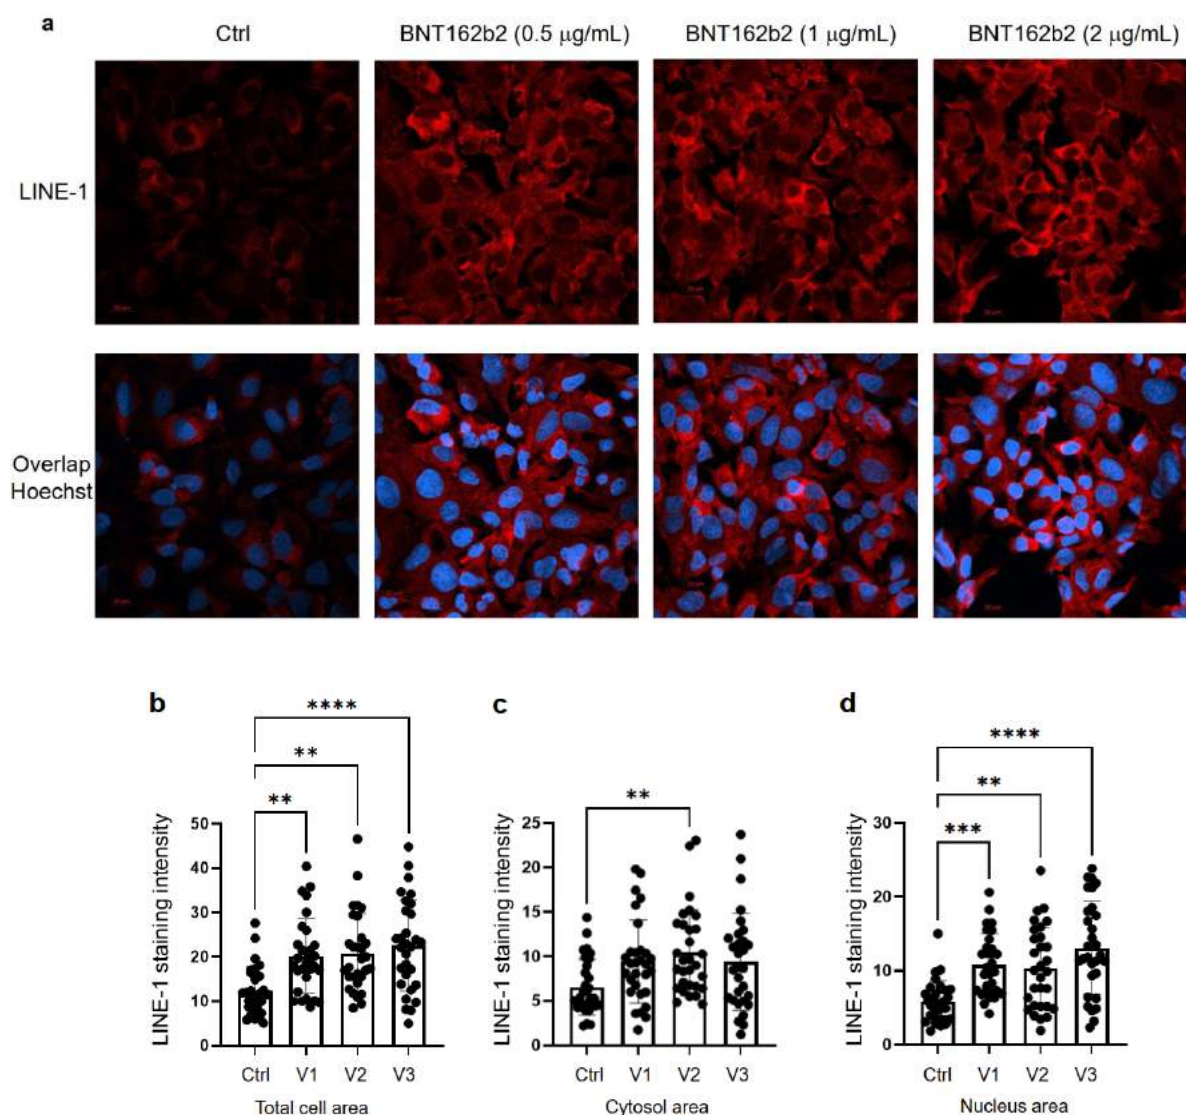 a
Ctrl
BNT162b2 (0.5 µg/mL)
BNT162b2 (1 µg/mL)
BNT162b2 (2 µg/mL)
LINE-1
Overlap
Hoechst
b
****
**
**
LINE-1 staining intensity
50
40
30
20
10
0
Ctrl V1 V2 V3
Total cell area
c
**
LINE-1 staining intensity
25
20
15
10
5
0
Ctrl V1 V2 V3
Cytosol area
d
****
**
***
LINE-1 staining intensity
30
20
10
0
Ctrl V1 V2 V3
Nucleus area